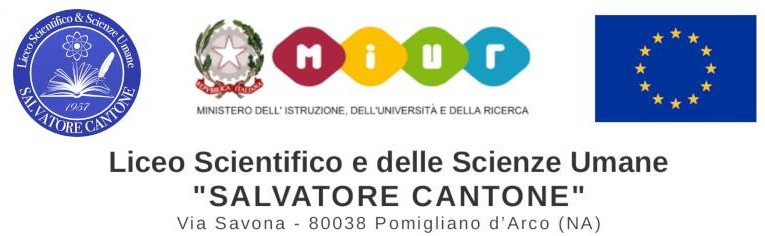 Liceo Scientifico & Scienze Umane
1957
SALVATORE CANTONE
REPVBBLICA ITALIANA
miur
MINISTERO DELL' ISTRUZIONE, DELL'UNIVERSITÀ E DELLA RICERCA
Liceo Scientifico e delle Scienze Umane
"SALVATORE CANTONE"
Via Savona - 80038 Pomigliano d’Arco (NA)